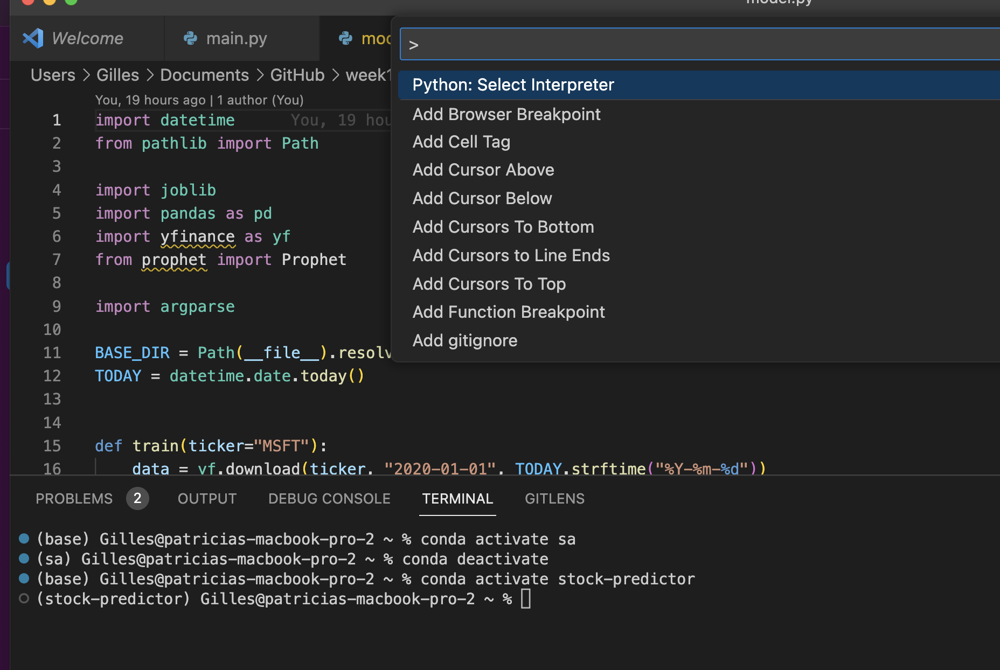 model.py
Welcome
main.py
Users > Gilles > Documents > GitHub >
You, 19 hours ago | 1 author (You)
1 import datetime You, 19
2 from pathlib import Path
3
4 import joblib
5 import pandas as pd
6 import yfinance as yf
7 from prophet import Prophet
8
9 import argparse
10
11 BASE_DIR = Path(__file__).resolv
12 TODAY = datetime.date.today()
13
14
15 def train(ticker="MSFT"):
16 data = yf.download(ticker, "2020-01-01", TODAY.strftime("%Y-%m-%d"))
>
Python: Select Interpreter
Add Browser Breakpoint
Add Cell Tag
Add Cursor Above
Add Cursor Below
Add Cursors To Bottom
Add Cursors to Line Ends
Add Cursors To Top
Add Function Breakpoint
Add gitignore
PROBLEMS 2 OUTPUT DEBUG CONSOLE TERMINAL GITLENS
(base) Gilles@patricias-macbook-pro-2 ~ % conda activate sa
(sa) Gilles@patricias-macbook-pro-2 ~ % conda deactivate
(base) Gilles@patricias-macbook-pro-2 ~ % conda activate stock-predictor
(stock-predictor) Gilles@patricias-macbook-pro-2 ~ %